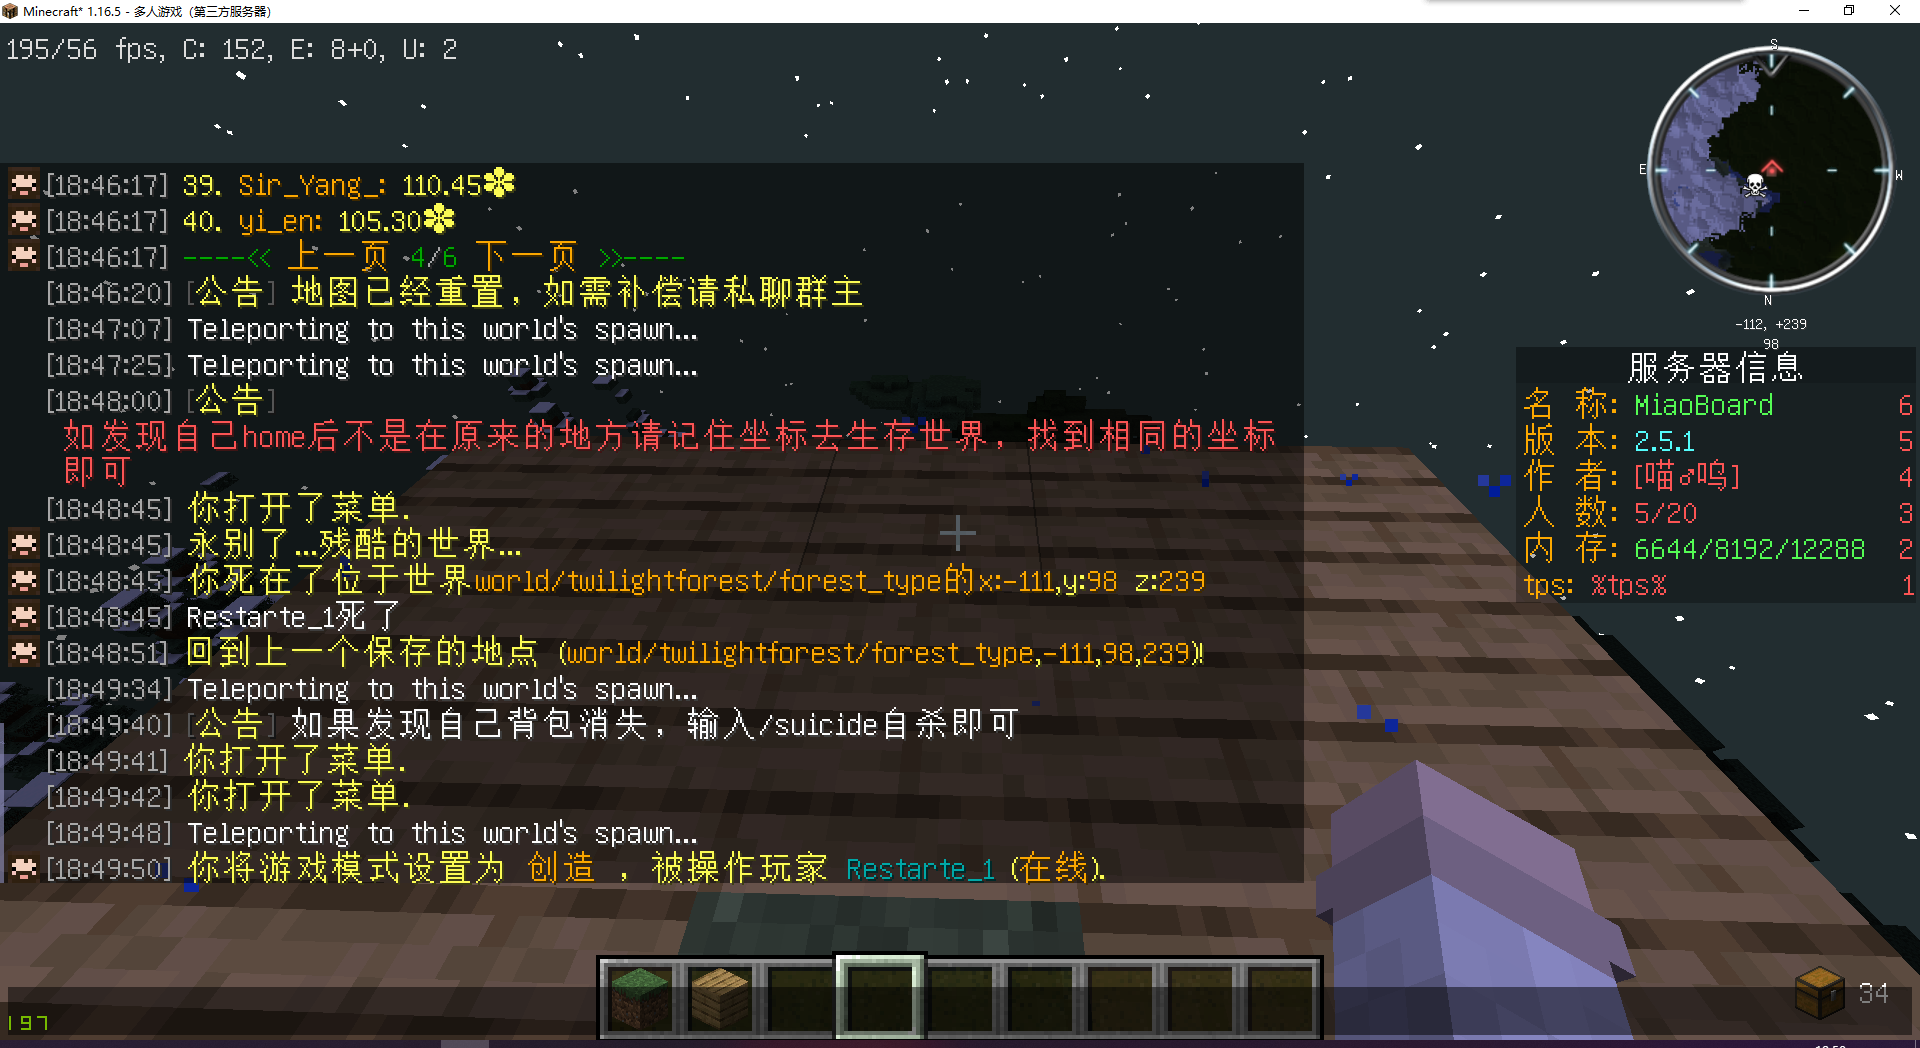 Minecraft* 1.16.5 - 多人游戏（第三方服务器）
195/56 fps, C: 152, E: 8+0, U: 2
[18:46:17] 39. Sir_Yang_: 110.45✽
[18:46:17] 40. yi_en: 105.30✽
[18:46:17] ----<< 上一页 4/6 下一页 >>----
[18:46:20] [公告] 地图已经重置，如需补偿请私聊群主
[18:47:07] Teleporting to this world's spawn...
[18:47:25] Teleporting to this world's spawn...
[18:48:00] [公告]
如发现自己home后不是在原来的地方请记住坐标去生存世界，找到相同的坐标
即可
[18:48:45] 你打开了菜单.
[18:48:45] 永别了...残酷的世界...
[18:48:45] 你死在了位于世界world/twilightforest/forest_type的x:-111,y:98 z:239
[18:48:45] Restarte_1死了
[18:48:51] 回到上一个保存的地点 (world/twilightforest/forest_type,-111,98,239)!
[18:49:34] Teleporting to this world's spawn...
[18:49:40] [公告] 如果发现自己背包消失，输入/suicide自杀即可
[18:49:41] 你打开了菜单.
[18:49:42] 你打开了菜单.
[18:49:48] Teleporting to this world's spawn...
[18:49:50] 你将游戏模式设置为 创造 ，被操作玩家 Restarte_1 (在线).
S
E
W
N
-112, +239
98
服务器信息
名 称: MiaoBoard 6
版 本: 2.5.1 5
作 者: [喵♂呜] 4
人 数: 5/20 3
内 存: 6644/8192/12288 2
tps: %tps% 1
34
197